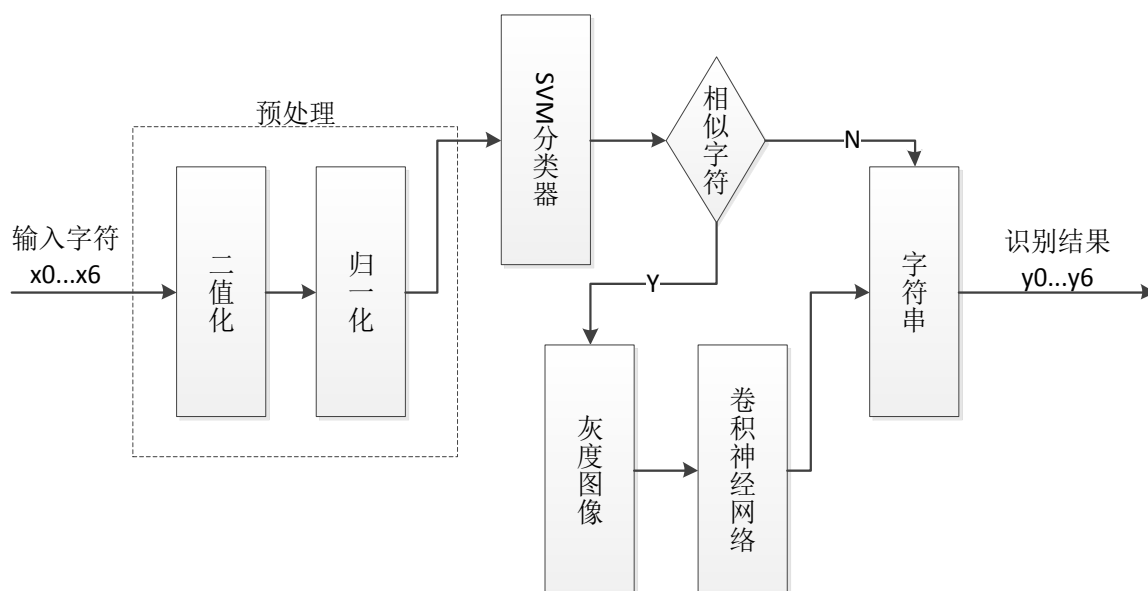 预处理
输入字符
x0...x6
二值化
归一化
SVM分类器
相似字符
N
Y
灰度图像
卷积神经网络
字符串
识别结果
y0...y6